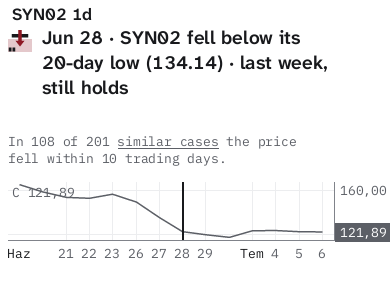 SYN02 1d
Jun 28 · SYN02 fell below its
20-day low (134.14) · last week,
still holds
In 108 of 201 similar cases the price
fell within 10 trading days.
C 121,89
160,00
121,89
Haz 21 22 23 26 27 28 29 Tem 4 5 6